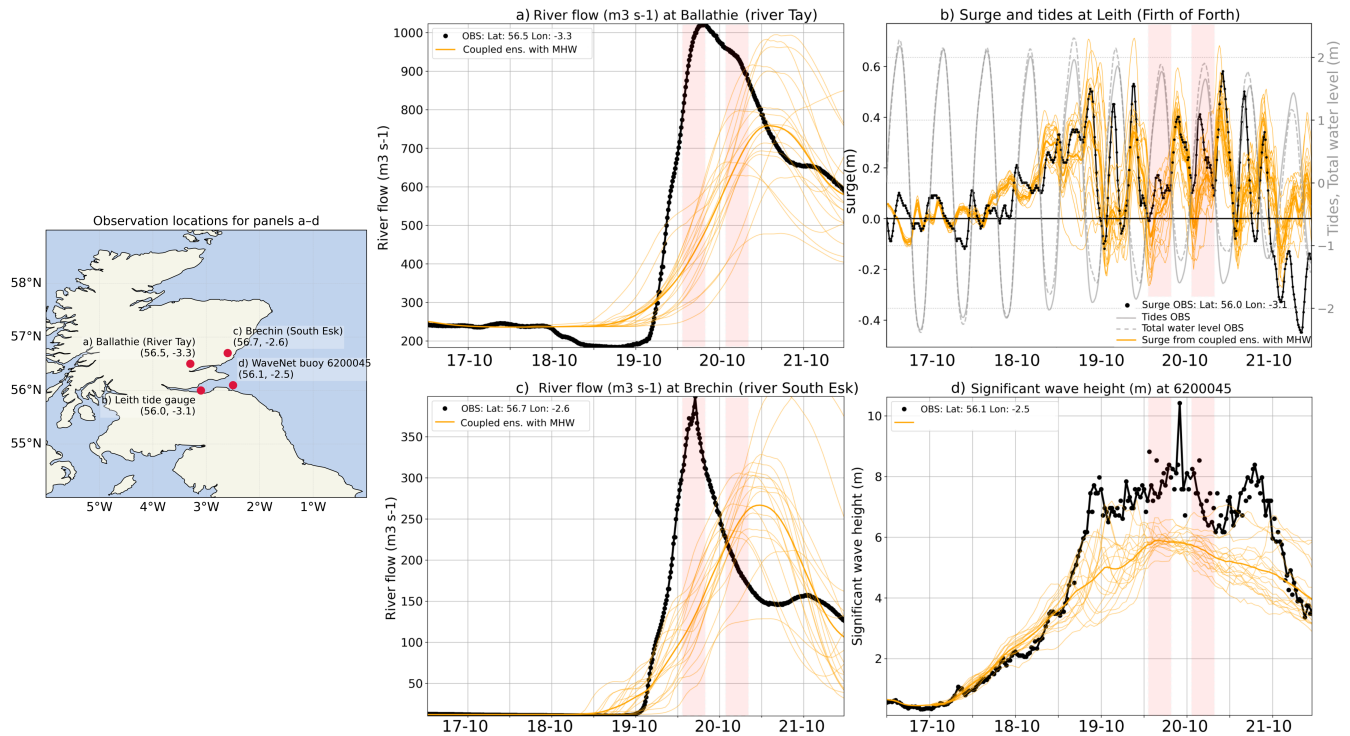 Observation locations for panels a–d
58°N
57°N
56°N
55°N
5°W
4°W
3°W
2°W
1°W
c) Brechin (South Esk)
(56.7, -2.6)
a) Ballathie (River Tay)
(56.5, -3.3)
d) WaveNet buoy 6200045
(56.1, -2.5)
b) Leith tide gauge
(56.0, -3.1)
a) River flow (m3 s-1) at Ballathie (river Tay)
OBS: Lat: 56.5 Lon: -3.3
Coupled ens. with MHW
River flow (m3 s-1)
1000
900
800
700
600
500
400
300
200
17-10
18-10
19-10
20-10
21-10
b) Surge and tides at Leith (Firth of Forth)
surge(m)
0.6
0.4
0.2
0.0
-0.2
-0.4
Tides, Total water level (m)
2
1
0
−1
−2
Surge OBS: Lat: 56.0 Lon: -3.1
Tides OBS
Total water level OBS
Surge from coupled ens. with MHW
17-10
18-10
19-10
20-10
21-10
c) River flow (m3 s-1) at Brechin (river South Esk)
OBS: Lat: 56.7 Lon: -2.6
Coupled ens. with MHW
River flow (m3 s-1)
350
300
250
200
150
100
50
17-10
18-10
19-10
20-10
21-10
d) Significant wave height (m) at 6200045
OBS: Lat: 56.1 Lon: -2.5
Significant wave height (m)
10
8
6
4
2
17-10
18-10
19-10
20-10
21-10